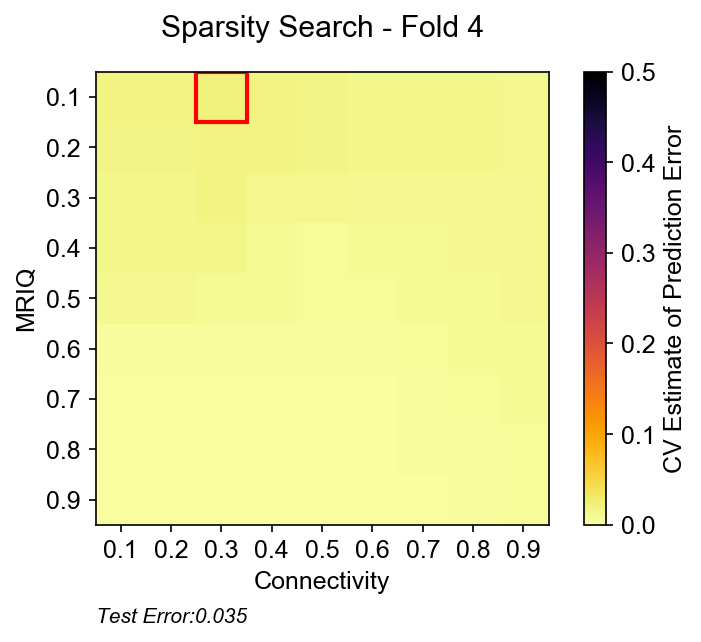 Sparsity Search - Fold 4
0.1
0.2
0.3
0.4
0.5
0.6
0.7
0.8
0.9
MRIQ
0.1 0.2 0.3 0.4 0.5 0.6 0.7 0.8 0.9
Connectivity
Test Error:0.035
0.5
0.4
0.3
0.2
0.1
0.0
CV Estimate of Prediction Error